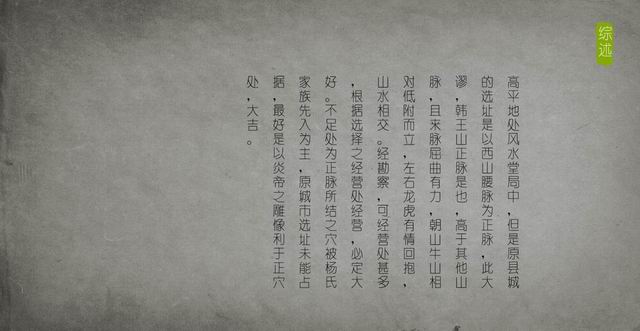 综述
高平地处风水堂局中，但是原县城
的选址是以西山腰脉为正脉，此大
谬，韩王山正脉是也，高于其他山
脉，且来脉屈曲有力，朝山牛山相
对低附而立，左右龙虎有情回抱，
山水相交。经勘察，可经营处甚多
，根据选择之经营处经营，必定大
好。不足处为正脉所结之穴被杨氏
家族先入为主，原城市选址未能占
据，最好是以炎帝之雕像利于正穴
处，大吉。